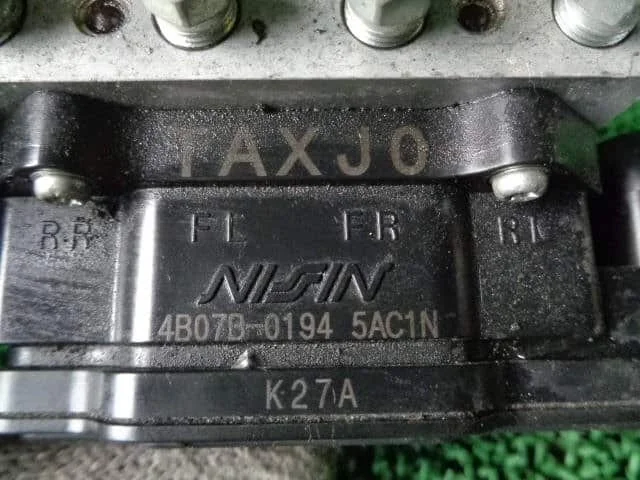 TAXJ0
RR FL FR RL
NISSIN
4B07B-0194 5AC1N
K27A